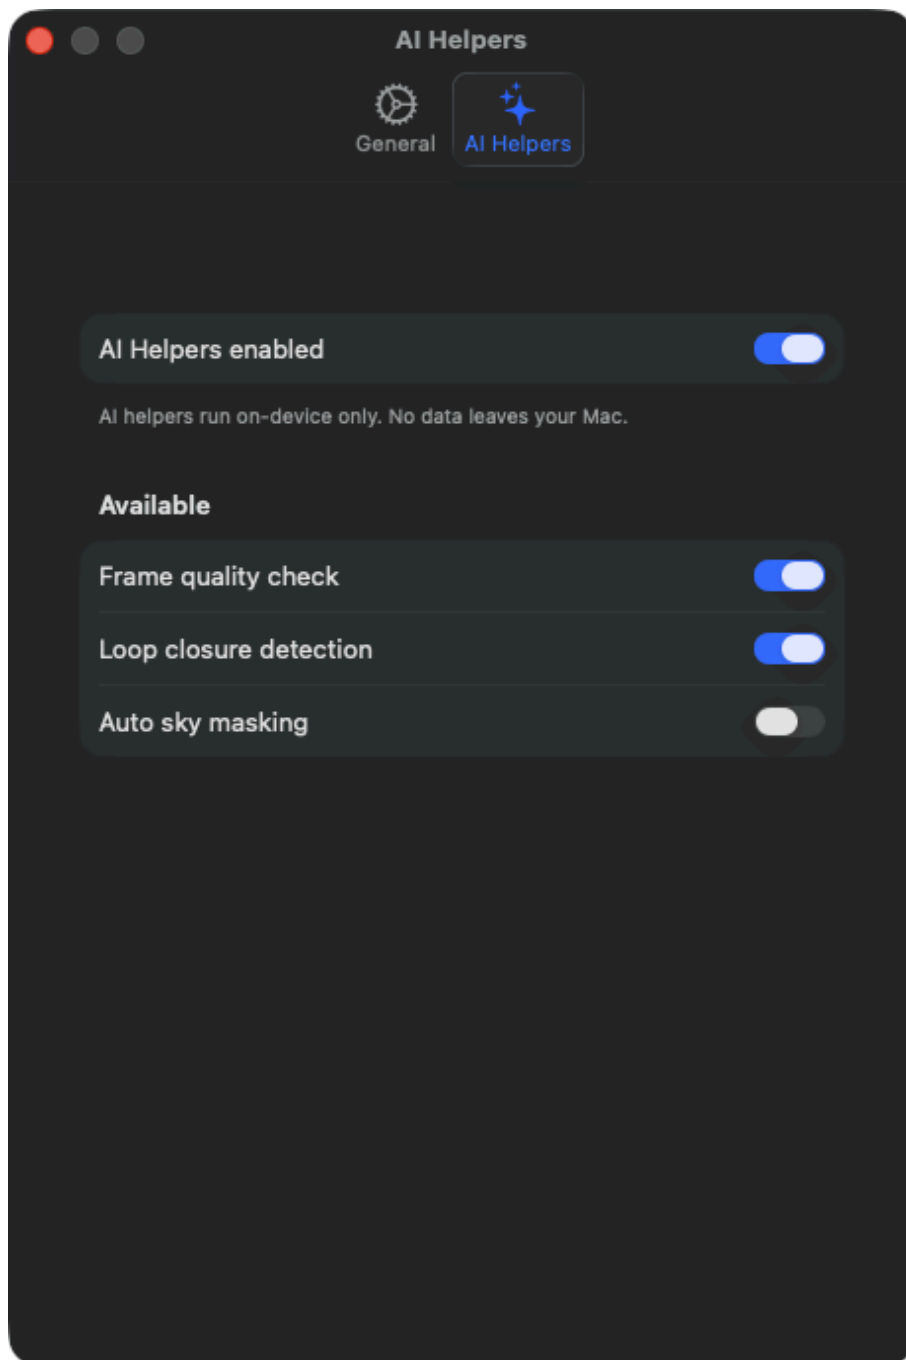 AI Helpers
General
AI Helpers
AI Helpers enabled
AI helpers run on-device only. No data leaves your Mac.
Available
Frame quality check
Loop closure detection
Auto sky masking